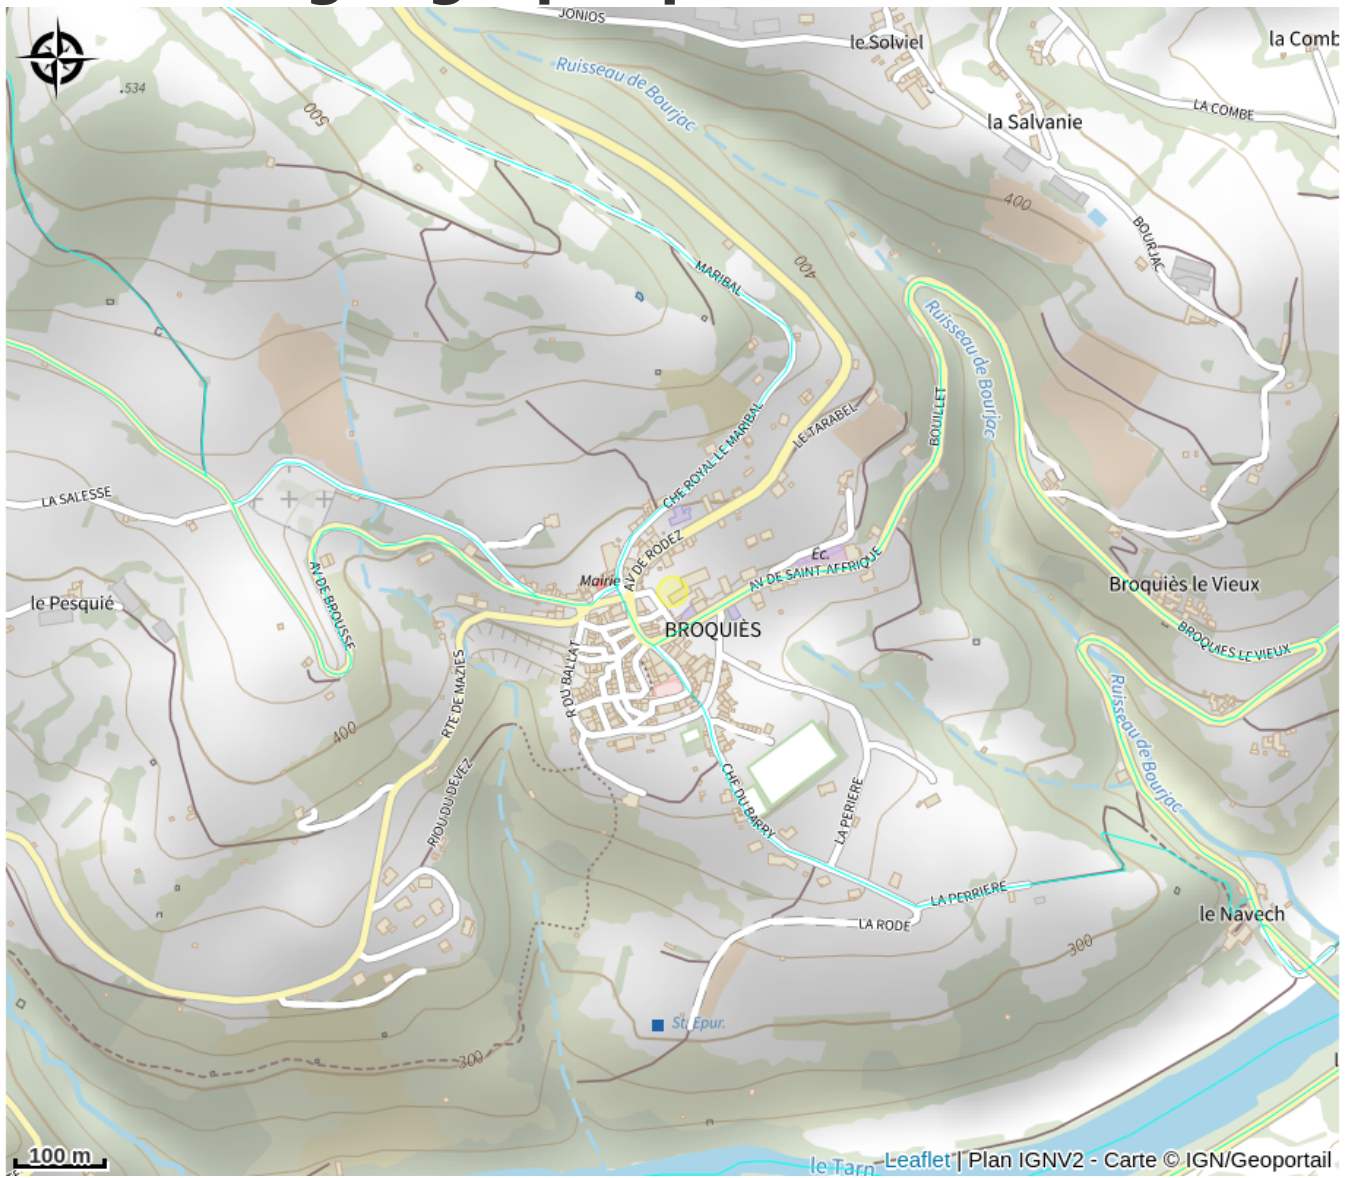 JONIOS
le Solviel
la Comb
534
500
Ruisseau de Bourjac
LA COMBE
la Salvanie
400
BOURJAC
MARIBAL
400
Ruisseau de Bourjac
LE TARABEL
BOUILLET
CHE ROYAL LE MARIBAL
LA SALESSE
AV DE RODEZ
Éc.
AV DE SAINT-AFFRIQUE
Mairie
Broquiès le Vieux
le Pesquié
AV DE BROUSSE
BROQUIÈS
BROQUIES LE VIEUX
R DU BALLAT
RTE DE MAZIES
400
Ruisseau de Bourjac
RIOU DU DEVEZ
CHE DU BARRY
LA PERIERE
LA PERRIERE
LA RODE
le Navech
300
St. Epur.
300
100 m
le Tarn
Leaflet | Plan IGNV2 - Carte © IGN/Geoportail